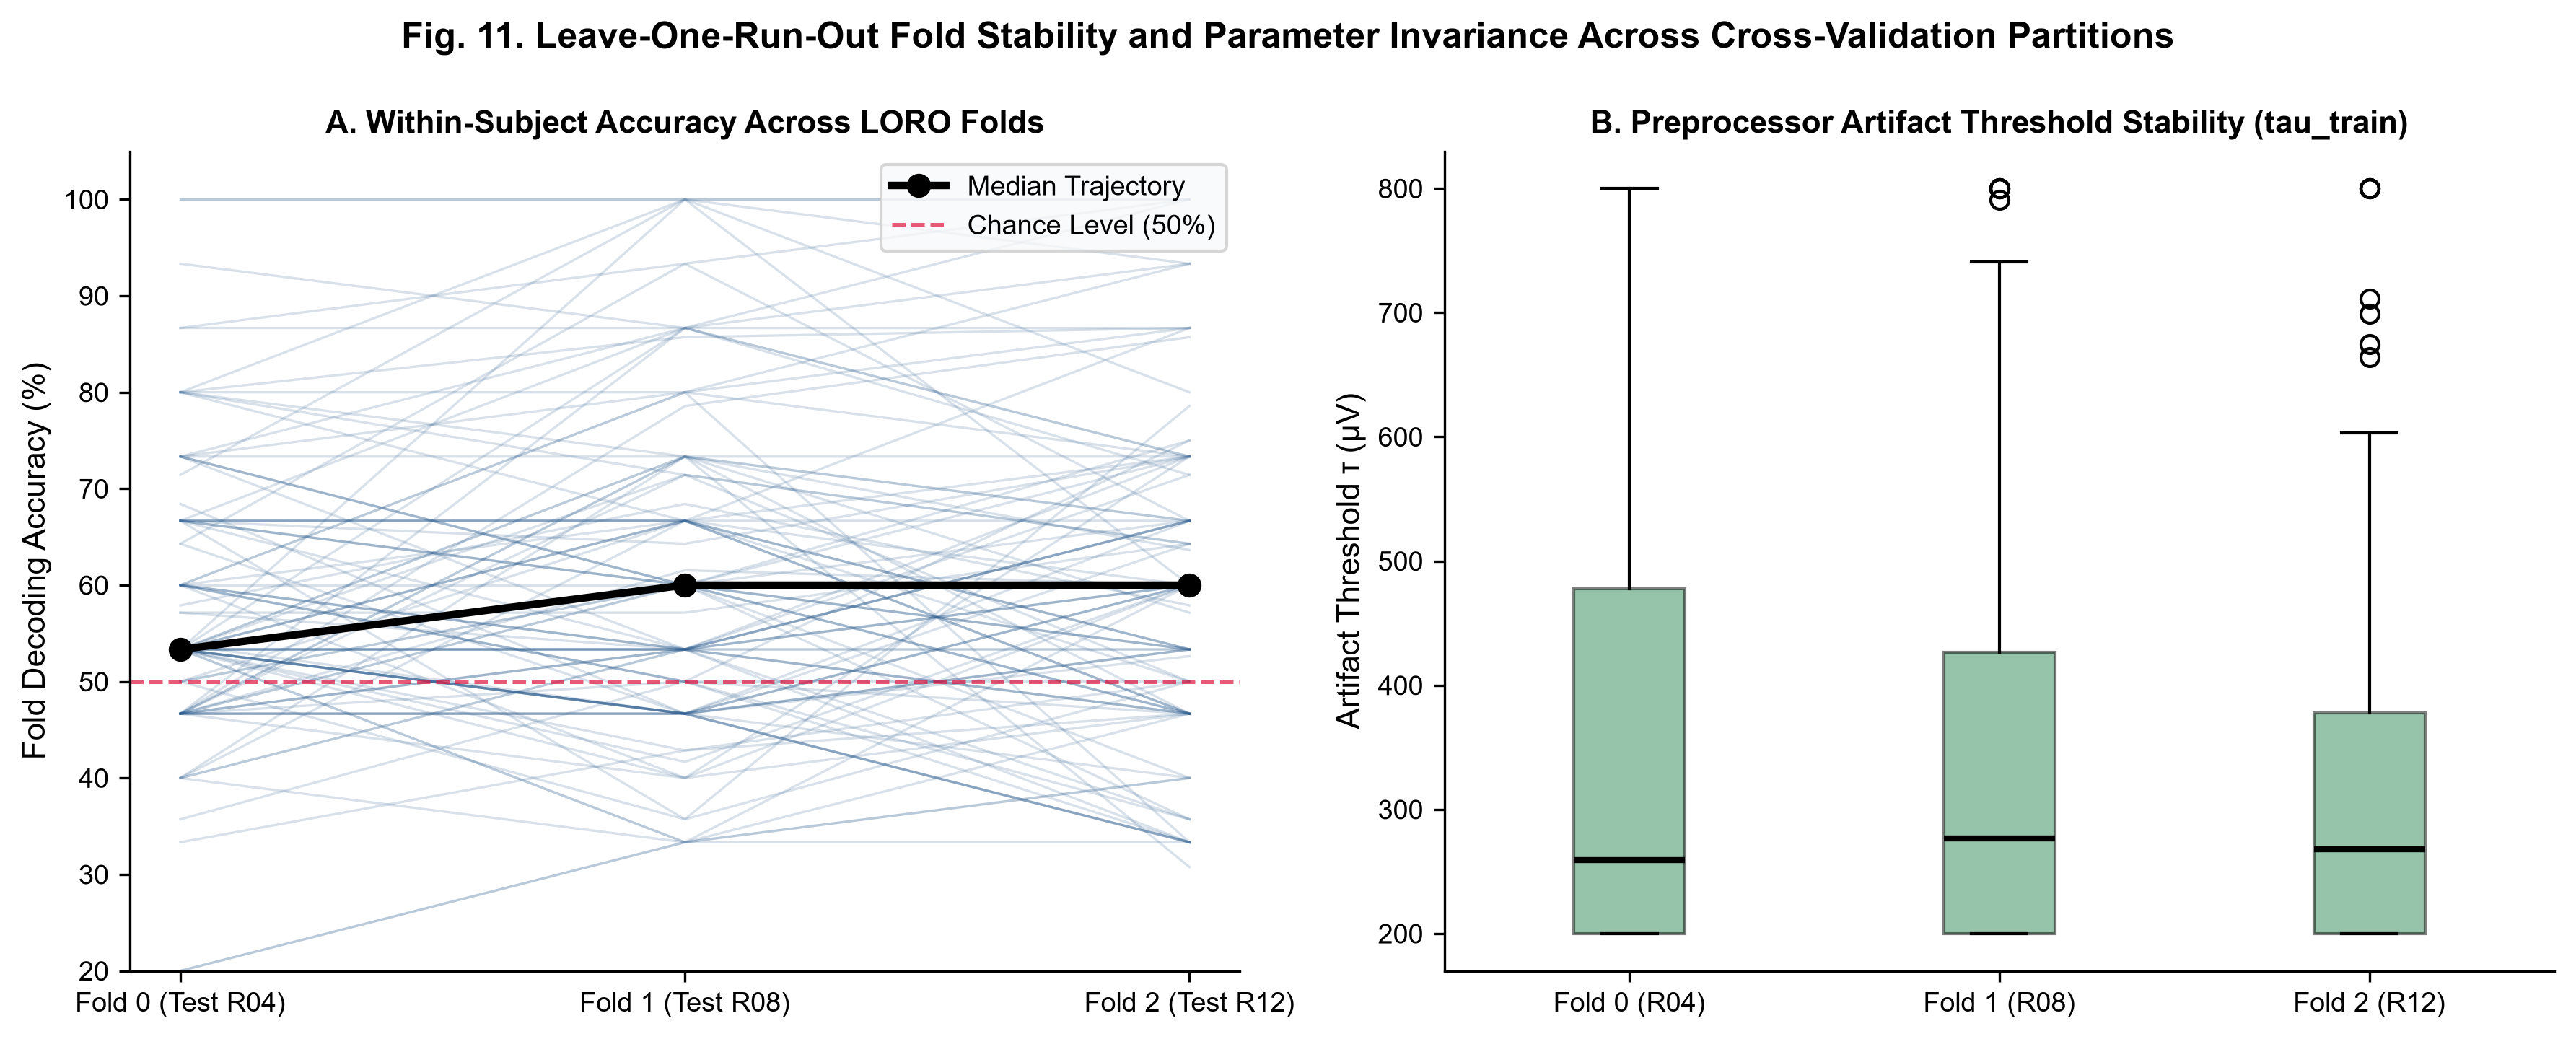 Fig. 11. Leave-One-Run-Out Fold Stability and Parameter Invariance Across Cross-Validation Partitions
A. Within-Subject Accuracy Across LORO Folds
Fold Decoding Accuracy (%)
100
90
80
70
60
50
40
30
20
Median Trajectory
Chance Level (50%)
Fold 0 (Test R04)
Fold 1 (Test R08)
Fold 2 (Test R12)
B. Preprocessor Artifact Threshold Stability (tau_train)
Artifact Threshold τ (μV)
800
700
600
500
400
300
200
Fold 0 (R04)
Fold 1 (R08)
Fold 2 (R12)